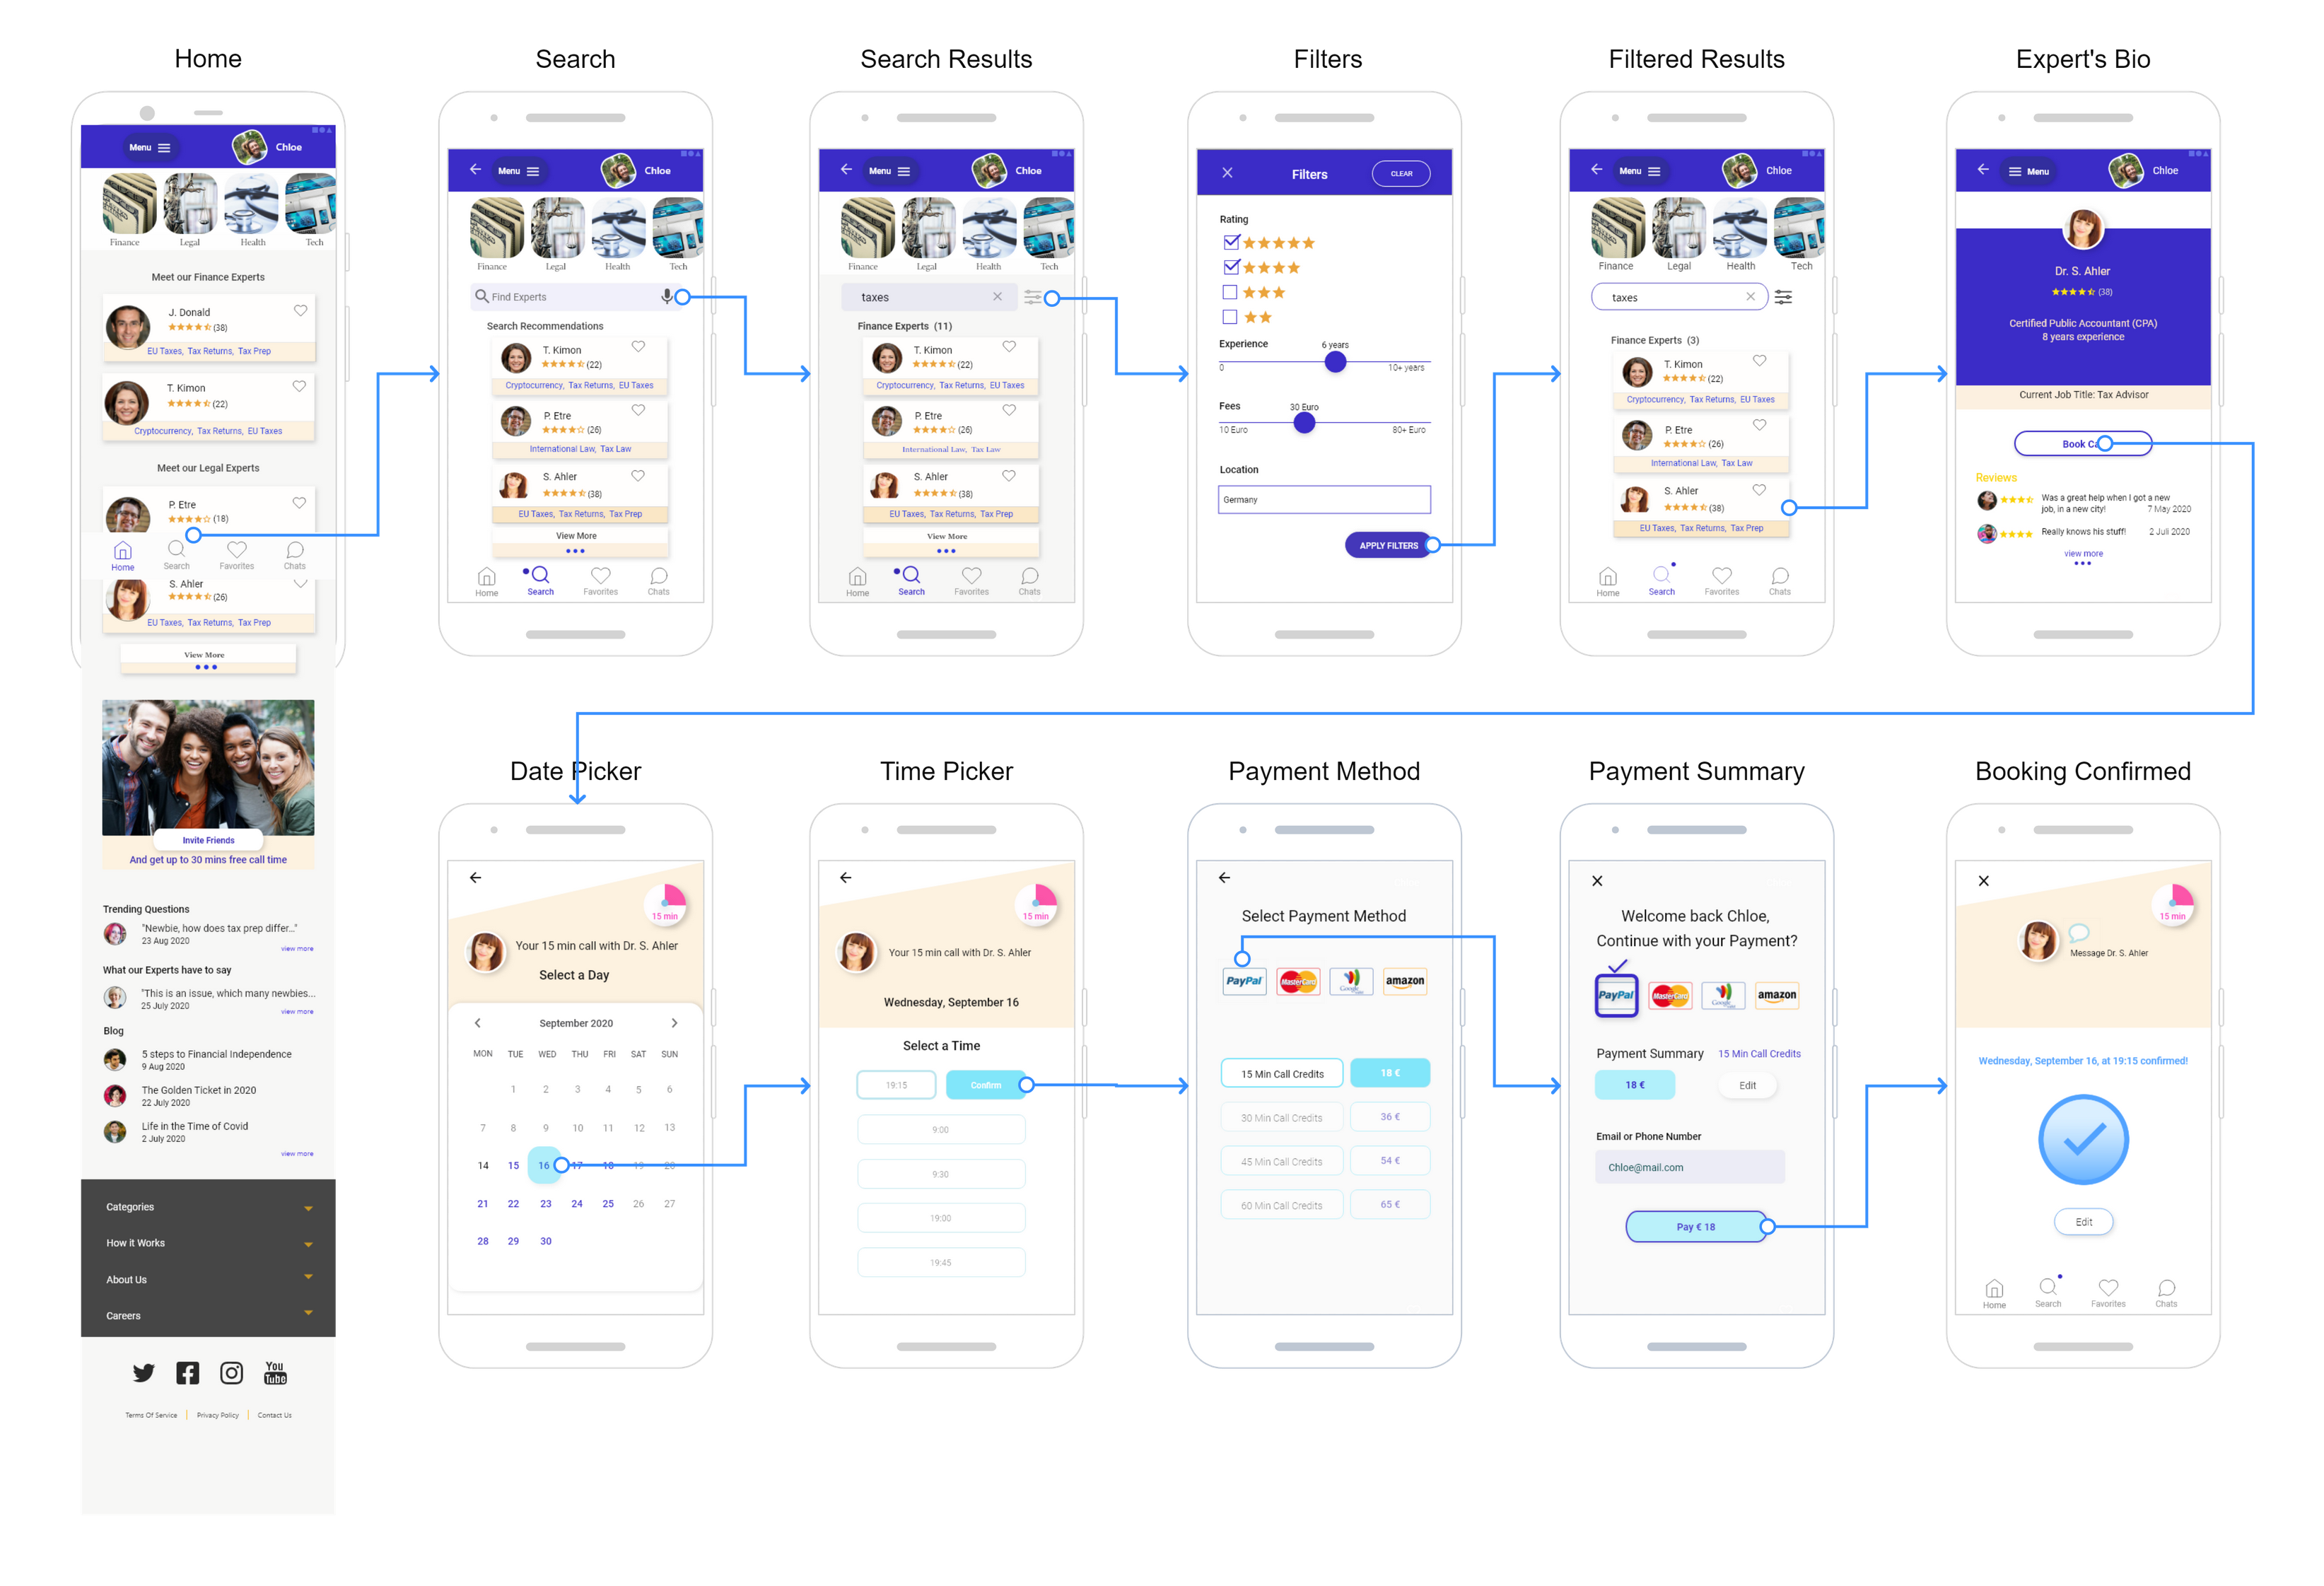 Home
Menu
Chloe
Finance
Legal
Health
Tech
Meet our Finance Experts
J. Donald
(38)
EU Taxes, Tax Returns, Tax Prep
T. Kimon
(22)
Cryptocurrency, Tax Returns, EU Taxes
Meet our Legal Experts
P. Etre
(18)
Home
Search
Favorites
Chats
S. Ahler
(26)
EU Taxes, Tax Returns, Tax Prep
View More
Invite Friends
And get up to 30 mins free call time
Trending Questions
"Newbie, how does tax prep differ..."
23 Aug 2020
view more
What our Experts have to say
"This is an issue, which many newbies...
25 July 2020
view more
Blog
5 steps to Financial Independence
9 Aug 2020
The Golden Ticket in 2020
22 July 2020
Life in the Time of Covid
2 July 2020
view more
Categories
How it Works
About Us
Careers
You
Tube
Terms Of Service
Privacy Policy
Contact Us
Search
Menu
Chloe
Finance
Legal
Health
Tech
Find Experts
Search Recommendations
T. Kimon
(22)
Cryptocurrency, Tax Returns, EU Taxes
P. Etre
(26)
International Law, Tax Law
S. Ahler
(38)
EU Taxes, Tax Returns, Tax Prep
View More
Home
Search
Favorites
Chats
Search Results
Menu
Chloe
Finance
Legal
Health
Tech
taxes
Finance Experts (11)
T. Kimon
(22)
Cryptocurrency, Tax Returns, EU Taxes
P. Etre
(26)
International Law, Tax Law
S. Ahler
(38)
EU Taxes, Tax Returns, Tax Prep
View More
Home
Search
Favorites
Chats
Filters
Filters
CLEAR
Rating
Experience
6 years
0
10+ years
Fees
30 Euro
10 Euro
80+ Euro
Location
Germany
APPLY FILTERS
Filtered Results
Menu
Chloe
Finance
Legal
Health
Tech
taxes
Finance Experts (3)
T. Kimon
(22)
Cryptocurrency, Tax Returns, EU Taxes
P. Etre
(26)
International Law, Tax Law
S. Ahler
(38)
EU Taxes, Tax Returns, Tax Prep
Home
Search
Favorites
Chats
Expert's Bio
Menu
Chloe
Dr. S. Ahler
(38)
Certified Public Accountant (CPA)
8 years experience
Current Job Title: Tax Advisor
Book
Reviews
Was a great help when I got a new
job, in a new city!
7 May 2020
Really knows his stuff!
2 Juli 2020
view more
Date Picker
15 min
Your 15 min call with Dr. S. Ahler
Select a Day
September 2020
MON TUE WED THU FRI SAT SUN
1 2 3 4 5 6
7 8 9 10 11 12 13
14 15 16 17 18 19 20
21 22 23 24 25 26 27
28 29 30
Time Picker
15 min
Your 15 min call with Dr. S. Ahler
Wednesday, September 16
Select a Time
19:15
Confirm
9:00
9:30
19:00
19:45
Payment Method
Select Payment Method
PayPal
MasterCard
Google
amazon
15 Min Call Credits
18 €
30 Min Call Credits
36 €
45 Min Call Credits
54 €
60 Min Call Credits
65 €
Payment Summary
Welcome back Chloe,
Continue with your Payment?
PayPal
MasterCard
Google
amazon
Payment Summary
15 Min Call Credits
18 €
Edit
Email or Phone Number
Chloe@mail.com
Pay € 18
Booking Confirmed
15 min
Message Dr. S. Ahler
Wednesday, September 16, at 19:15 confirmed!
Edit
Home
Search
Favorites
Chats